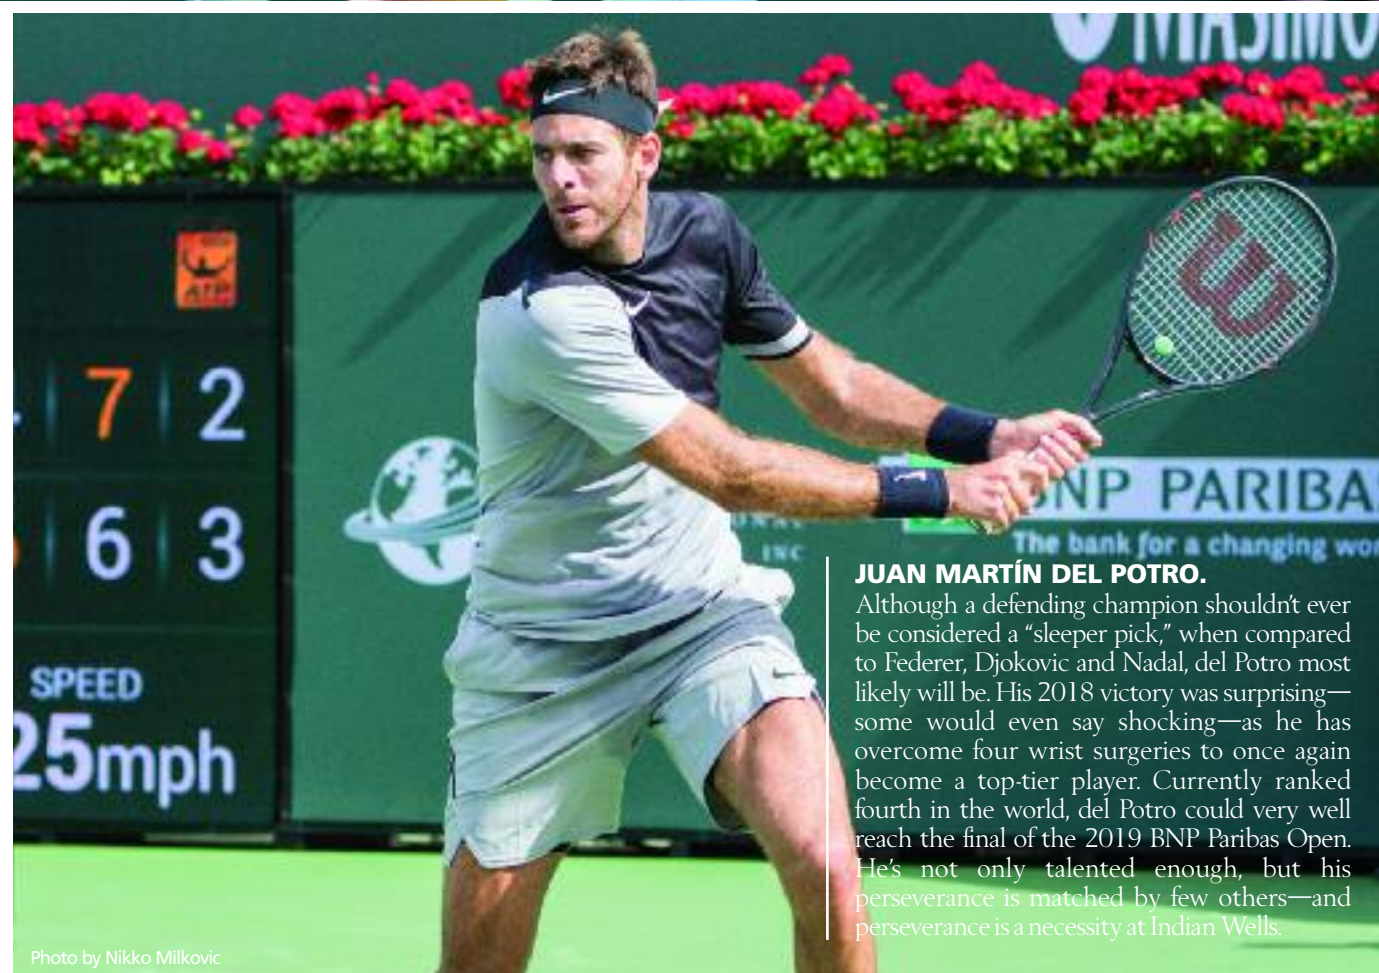 MASIMO
ATP
7 2
6 3
SPEED
25mph
INC
BNP PARIBA
The bank for a changing wor
JUAN MARTÍN DEL POTRO.
Although a defending champion shouldn't ever
be considered a “sleeper pick,” when compared
to Federer, Djokovic and Nadal, del Potro most
likely will be. His 2018 victory was surprising—
some would even say shocking—as he has
overcome four wrist surgeries to once again
become a top-tier player. Currently ranked
fourth in the world, del Potro could very well
reach the final of the 2019 BNP Paribas Open.
He's not only talented enough, but his
perseverance is matched by few others—and
perseverance is a necessity at Indian Wells.
Photo by Nikko Milkovic